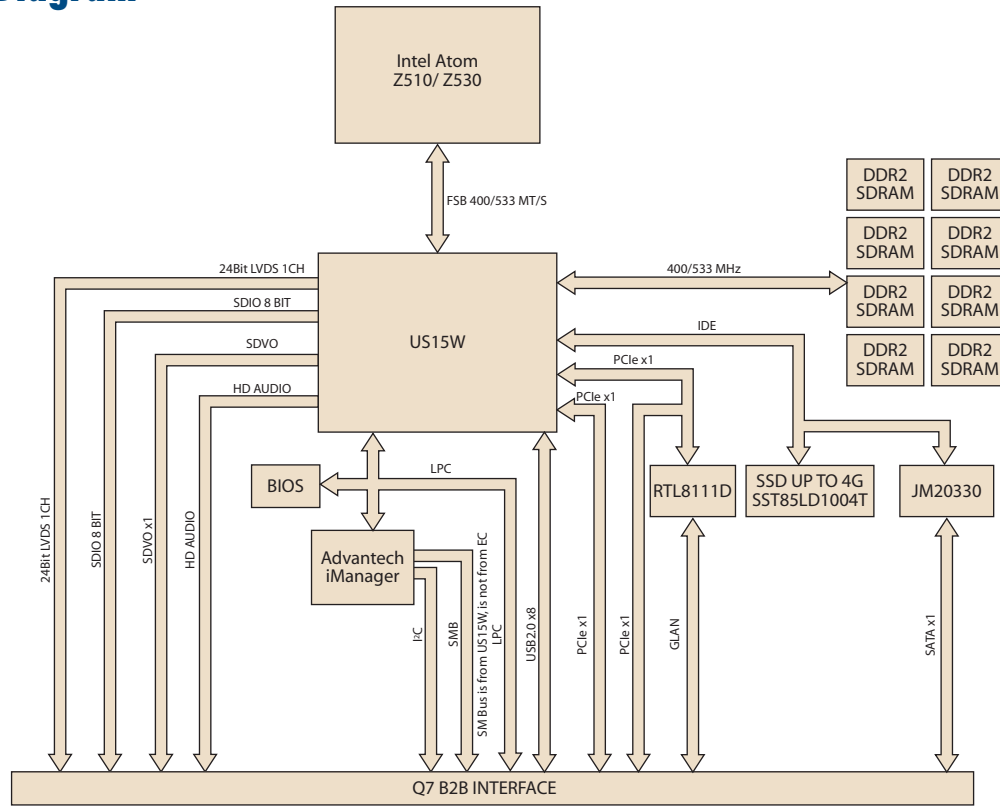 Diagram
Intel Atom
Z510/ Z530
FSB 400/533 MT/S
DDR2
SDRAM
DDR2
SDRAM
DDR2
SDRAM
DDR2
SDRAM
DDR2
SDRAM
DDR2
SDRAM
DDR2
SDRAM
DDR2
SDRAM
24Bit LVDS 1CH
400/533 MHz
SDIO 8 BIT
US15W
IDE
SDVO
PCIe x1
HD AUDIO
PCIe x1
LPC
BIOS
RTL8111D
SSD UP TO 4G
SST85LD1004T
JM20330
Advantech
iManager
24Bit LVDS 1CH
SDIO 8 BIT
SDVO x1
HD AUDIO
I²C
SMB
SM Bus is from US15W, is not from EC
LPC
USB2.0 x8
PCIe x1
PCIe x1
GLAN
SATA x1
Q7 B2B INTERFACE